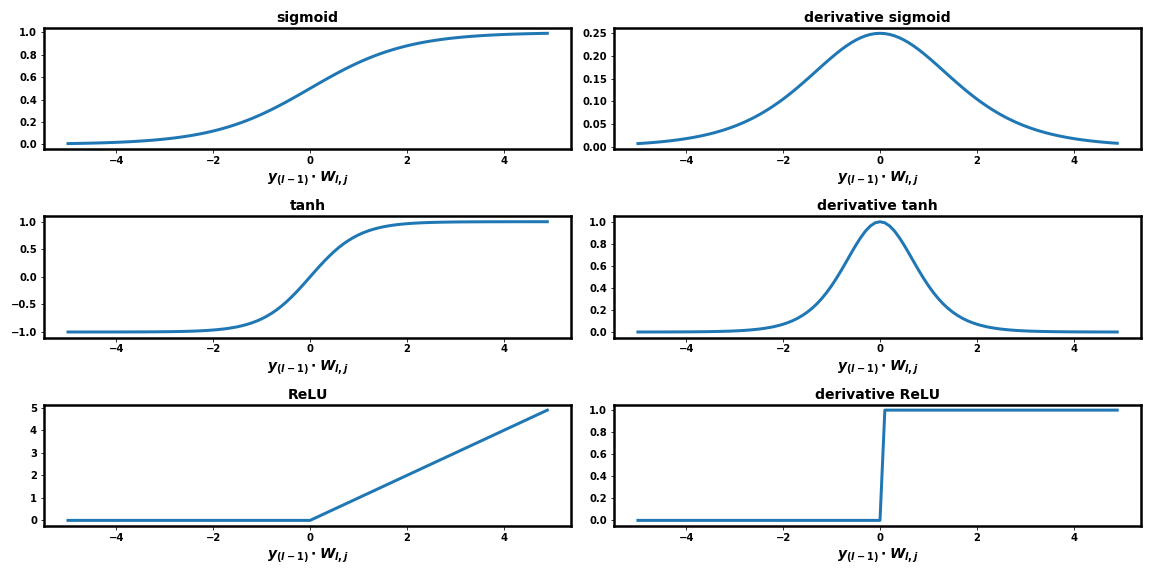 sigmoid
1.0
0.8
0.6
0.4
0.2
0.0
−4 −2 0 2 4
y(l−1) · Wl,j
derivative sigmoid
0.25
0.20
0.15
0.10
0.05
0.00
−4 −2 0 2 4
y(l−1) · Wl,j
tanh
1.0
0.5
0.0
−0.5
−1.0
−4 −2 0 2 4
y(l−1) · Wl,j
derivative tanh
1.0
0.8
0.6
0.4
0.2
0.0
−4 −2 0 2 4
y(l−1) · Wl,j
ReLU
5
4
3
2
1
0
−4 −2 0 2 4
y(l−1) · Wl,j
derivative ReLU
1.0
0.8
0.6
0.4
0.2
0.0
−4 −2 0 2 4
y(l−1) · Wl,j